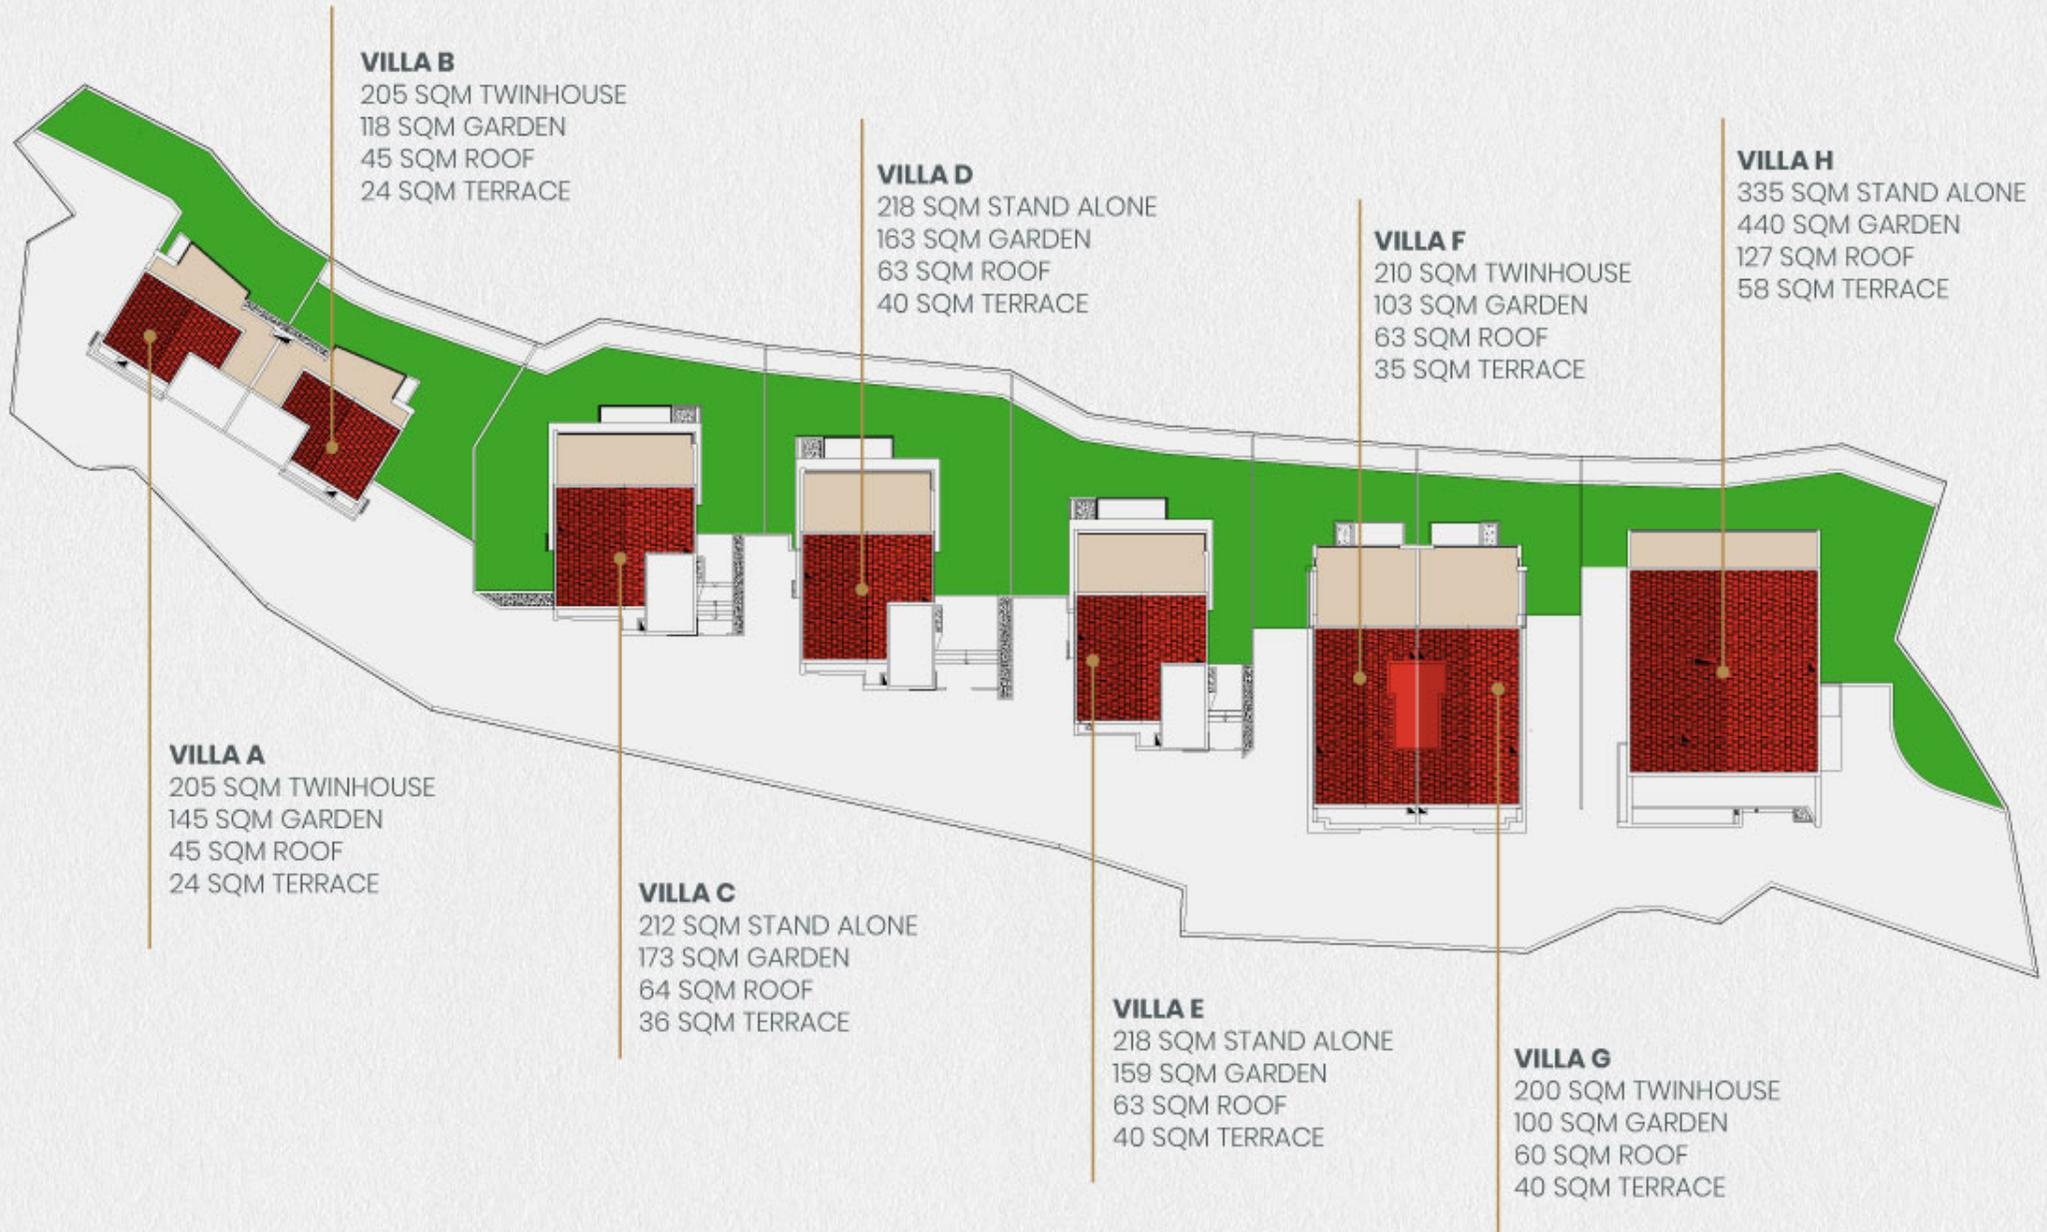 VILLA B
205 SQM TWINHOUSE
118 SQM GARDEN
45 SQM ROOF
24 SQM TERRACE
VILLA D
218 SQM STAND ALONE
163 SQM GARDEN
63 SQM ROOF
40 SQM TERRACE
VILLA F
210 SQM TWINHOUSE
103 SQM GARDEN
63 SQM ROOF
35 SQM TERRACE
VILLA H
335 SQM STAND ALONE
440 SQM GARDEN
127 SQM ROOF
58 SQM TERRACE
VILLA A
205 SQM TWINHOUSE
145 SQM GARDEN
45 SQM ROOF
24 SQM TERRACE
VILLA C
212 SQM STAND ALONE
173 SQM GARDEN
64 SQM ROOF
36 SQM TERRACE
VILLA E
218 SQM STAND ALONE
159 SQM GARDEN
63 SQM ROOF
40 SQM TERRACE
VILLA G
200 SQM TWINHOUSE
100 SQM GARDEN
60 SQM ROOF
40 SQM TERRACE